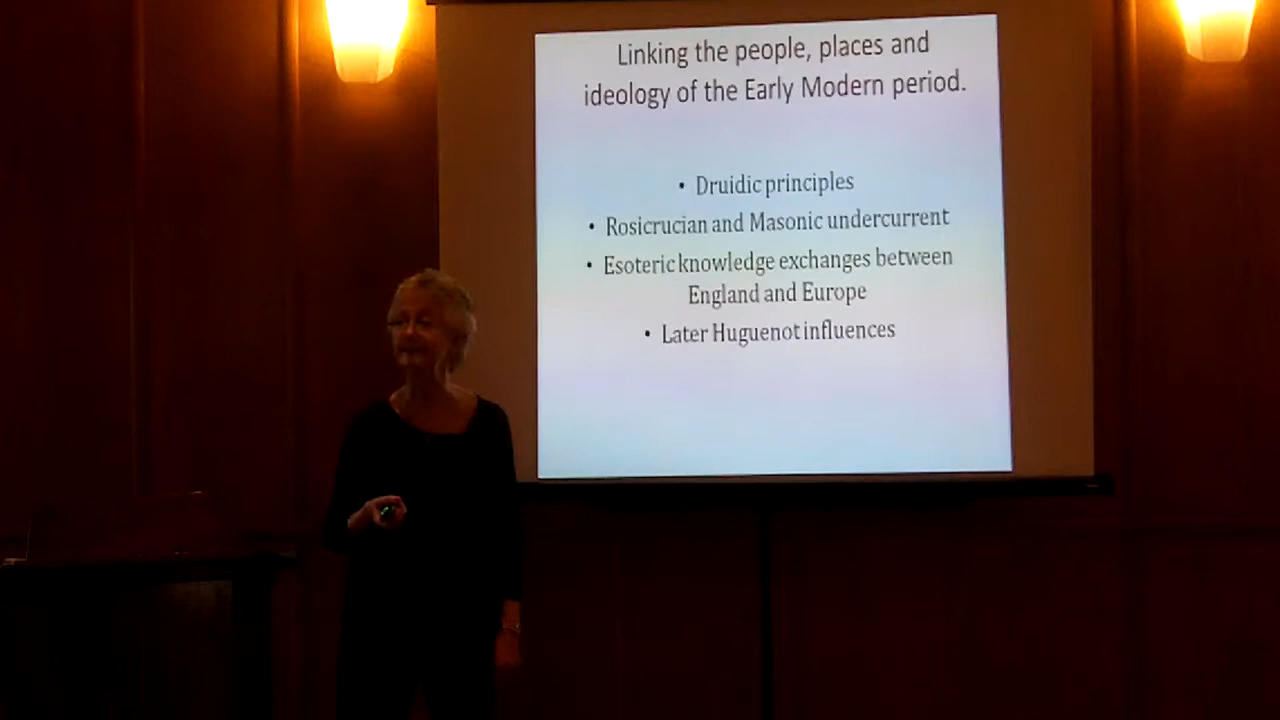 Linking the people, places and
ideology of the Early Modern period.
• Druidic principles
• Rosicrucian and Masonic undercurrent
• Esoteric knowledge exchanges between
England and Europe
• Later Huguenot influences